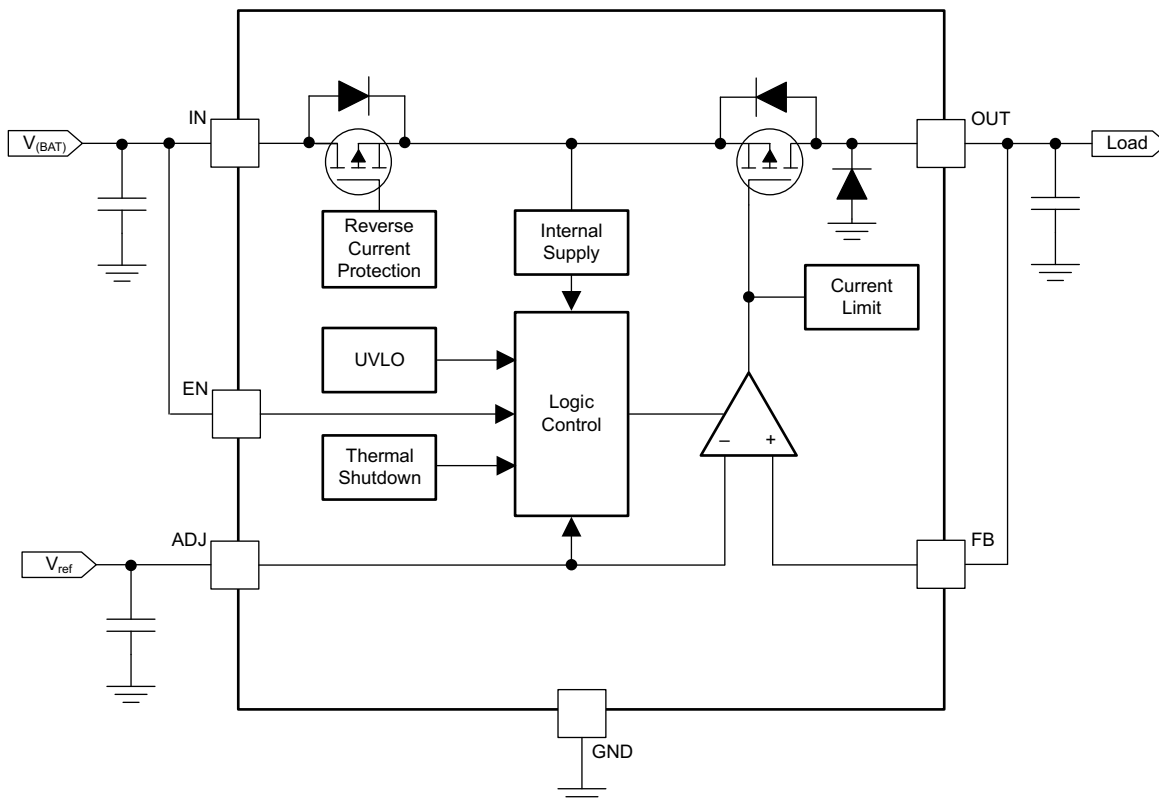 IN
OUT
V(BAT)
Load
Reverse
Current
Protection
Internal
Supply
Current
Limit
UVLO
EN
Logic
Control
– +
Thermal
Shutdown
ADJ
FB
Vref
GND